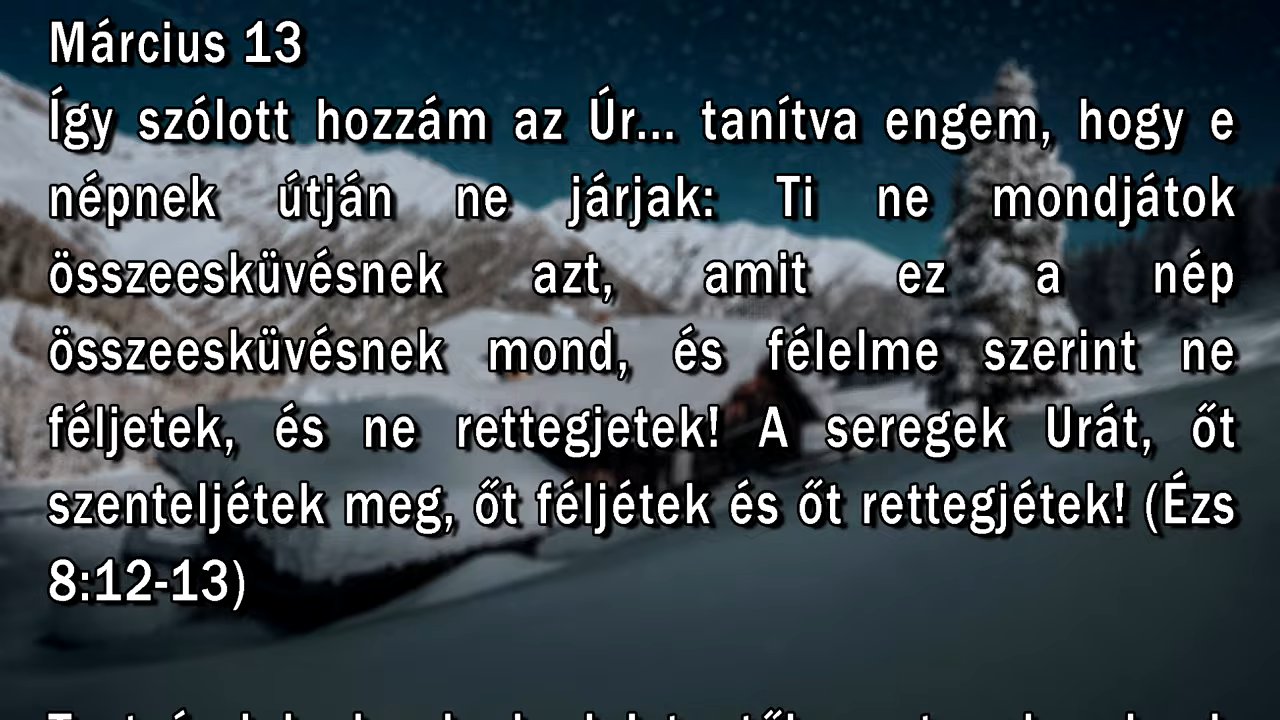 Március 13
Így szólott hozzám az Úr... tanítva engem, hogy e
népnek útján ne járjak: Ti ne mondjátok
összeesküvésnek azt, amit ez a nép
összeesküvésnek mond, és félelme szerint ne
féljetek, és ne rettegjetek! A seregek Urát, őt
szenteljétek meg, őt féljétek és őt rettegjétek! (Ézs
8:12-13)